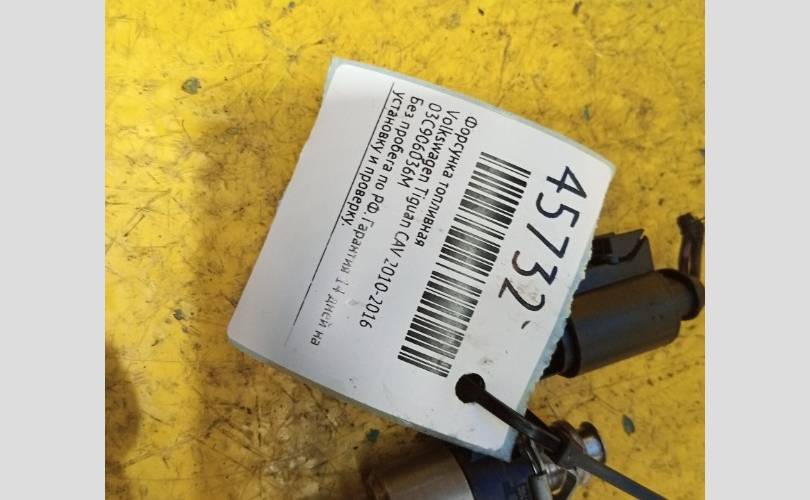 45732
Форсунка топливная
Volkswagen Tiguan CAV 2010-2016
03C906036M
Без пробега по РФ. Гарантия 14 дней на
установку и проверку.